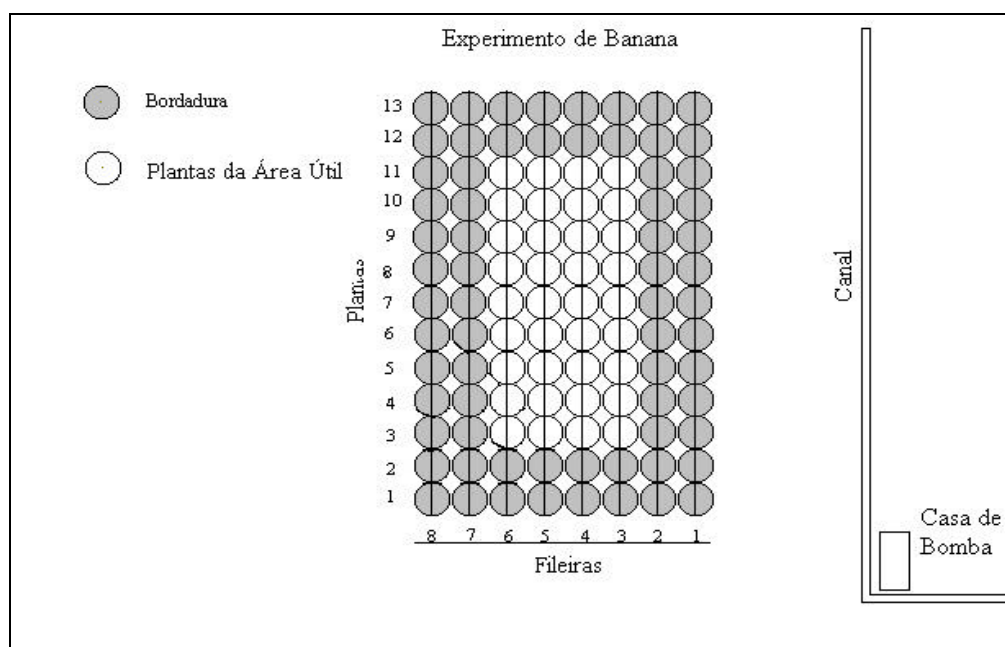 Experimento de Banana
Bordadura
Plantas da Área Útil
13
12
11
10
9
8
7
6
5
4
3
2
1
Plantas
8 7 6 5 4 3 2 1
Fileiras
Canal
Casa de
Bomba